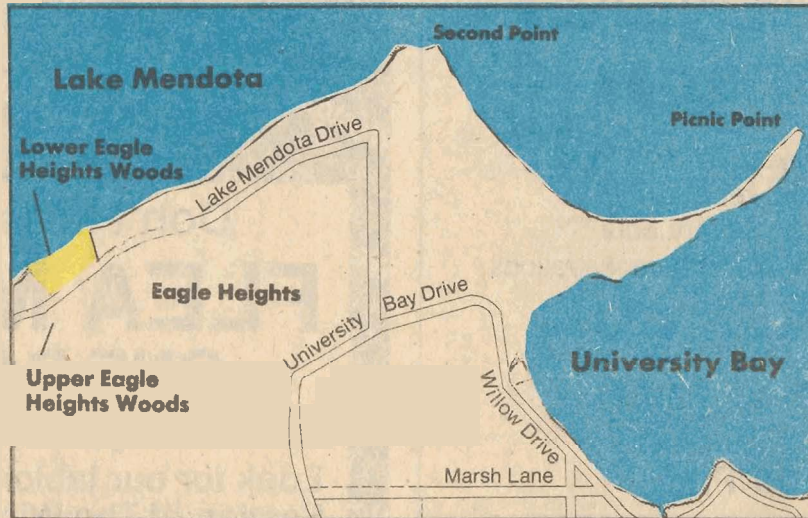 Second Point
Lake Mendota
Picnic Point
Lake Mendota Drive
Lower Eagle
Heights Woods
Eagle Heights
University Bay Drive
University Bay
Upper Eagle
Heights Woods
Willow Drive
Marsh Lane